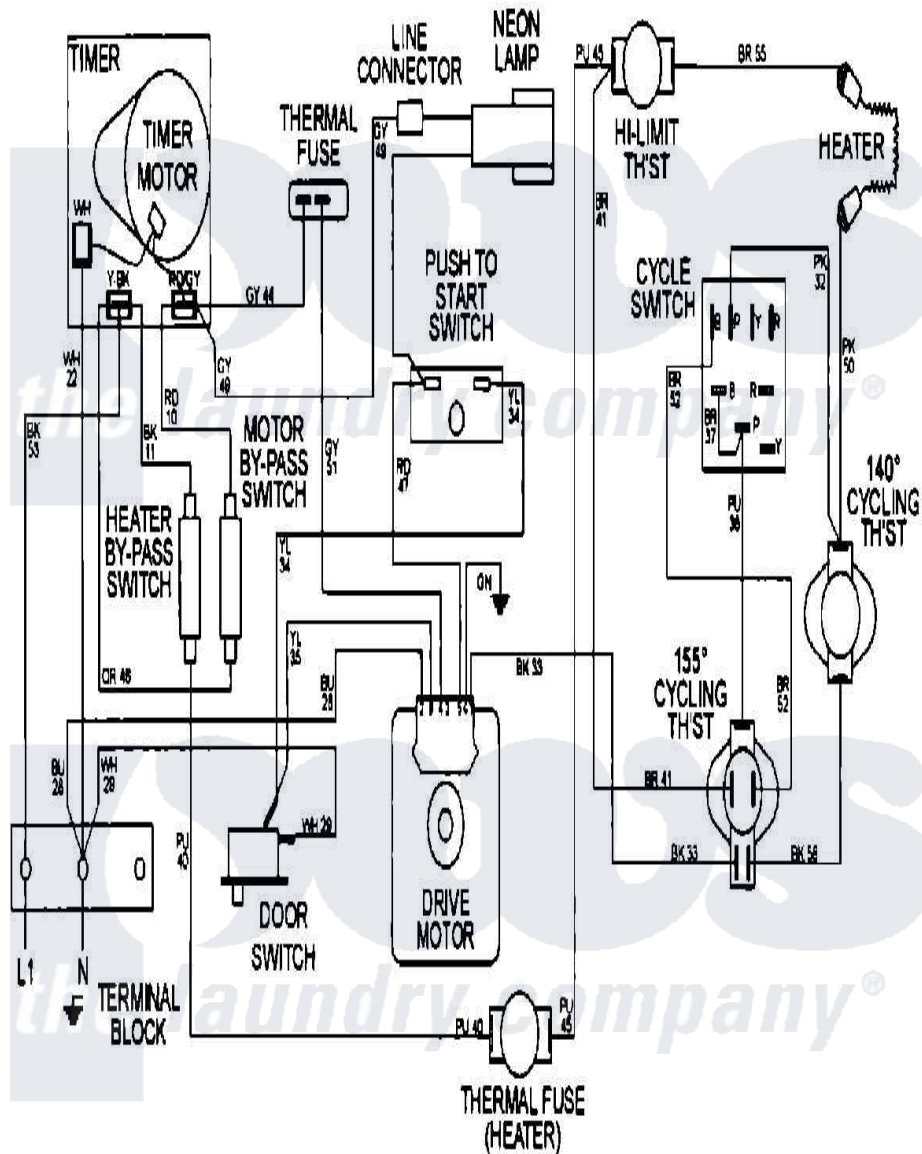 TIMER
TIMER
MOTOR
WH
Y-BK
RD/GY
GY 44
THERMAL
FUSE
LINE
CONNECTOR
NEON
LAMP
GY
49
PU 45
BR 55
HI-LIMIT
TH'ST
HEATER
BR
41
PUSH TO
START
SWITCH
CYCLE
SWITCH
PK
32
PK
50
WH
22
RD
10
GY
49
BK
53
BK
11
MOTOR
BY-PASS
SWITCH
GY
51
RD
47
YL
34
BR
52
B
P
Y
R
B
R
BR
37
P
Y
PU
36
140°
CYCLING
TH'ST
HEATER
BY-PASS
SWITCH
YL
34
GN
OR 46
YL
35
BU
28
BK 33
155°
CYCLING
TH'ST
BR
52
BU
28
WH
29
PU
40
WH 29
BR 41
BK 33
BK 56
DOOR
SWITCH
DRIVE
MOTOR
L1
N
TERMINAL
BLOCK
PU 40
PU
45
THERMAL FUSE
(HEATER)
the laundry company®
the laundry company®